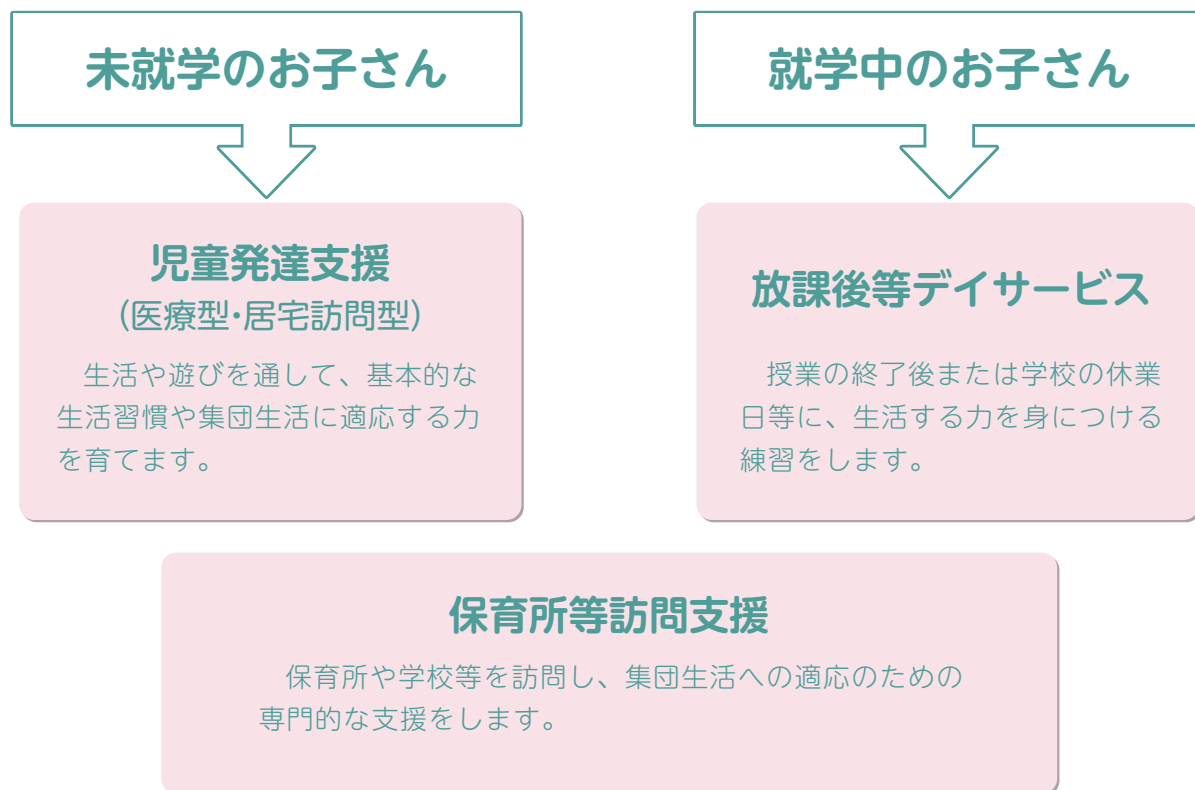 未就学のお子さん
就学中のお子さん
児童発達支援
(医療型・居宅訪問型)
生活や遊びを通して、基本的な
生活習慣や集団生活に適応する力
を育てます。
放課後等デイサービス
授業の終了後または学校の休業
日等に、生活する力を身につける
練習をします。
保育所等訪問支援
保育所や学校等を訪問し、集団生活への適応のための
専門的な支援をします。